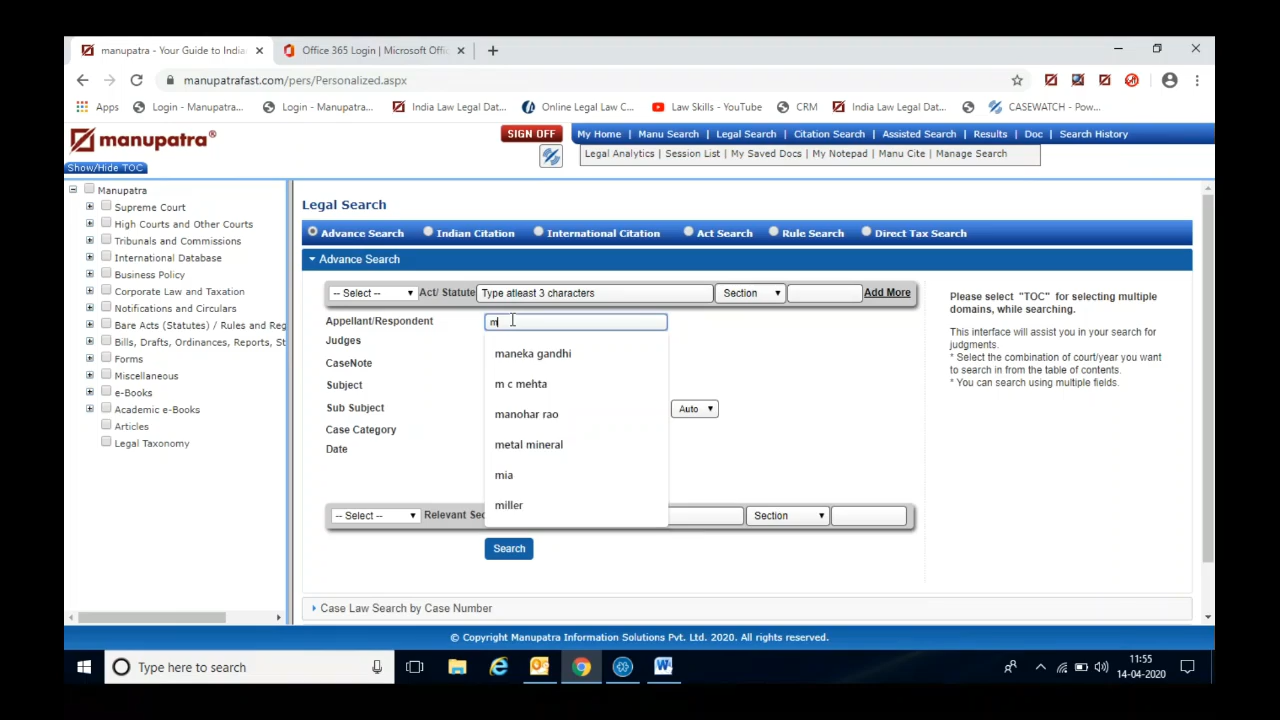 manupatra - Your Guide to India
Office 365 Login | Microsoft Offic
manupatrafast.com/pers/Personalized.aspx
Apps
Login - Manupatra...
Login - Manupatra...
India Law Legal Dat...
Online Legal Law C...
Law Skills - YouTube
CRM
India Law Legal Dat...
CASEWATCH - Pow...
manupatra®
SIGN OFF
My Home | Manu Search | Legal Search | Citation Search | Assisted Search | Results | Doc | Search History
Legal Analytics | Session List | My Saved Docs | My Notepad | Manu Cite | Manage Search
Show/Hide TOC
Manupatra
Supreme Court
High Courts and Other Courts
Tribunals and Commissions
International Database
Business Policy
Corporate Law and Taxation
Notifications and Circulars
Bare Acts (Statutes) / Rules and Reg
Bills, Drafts, Ordinances, Reports, St
Forms
Miscellaneous
e-Books
Academic e-Books
Articles
Legal Taxonomy
Legal Search
Advance Search
Indian Citation
International Citation
Act Search
Rule Search
Direct Tax Search
Advance Search
-- Select --
Act/ Statute
Type atleast 3 characters
Section
Add More
Appellant/Respondent
m
Judges
CaseNote
Subject
Sub Subject
Auto
Case Category
Date
maneka gandhi
m c mehta
manohar rao
metal mineral
mia
miller
-- Select --
Relevant Sec
Section
Search
Please select "TOC" for selecting multiple
domains, while searching.
This interface will assist you in your search for
judgments.
* Select the combination of court/year you want
to search in from the table of contents.
* You can search using multiple fields.
Case Law Search by Case Number
© Copyright Manupatra Information Solutions Pvt. Ltd. 2020. All rights reserved.
Type here to search
11:55
14-04-2020